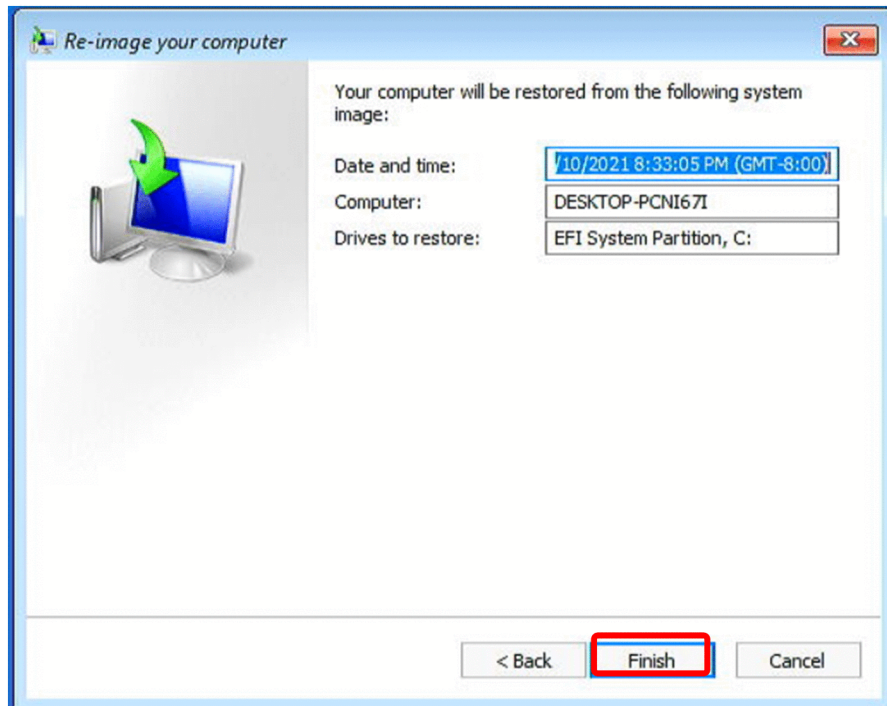 Re-image your computer
Your computer will be restored from the following system
image:
Date and time: /10/2021 8:33:05 PM (GMT-8:00)
Computer: DESKTOP-PCNI67I
Drives to restore: EFI System Partition, C:
< Back Finish Cancel